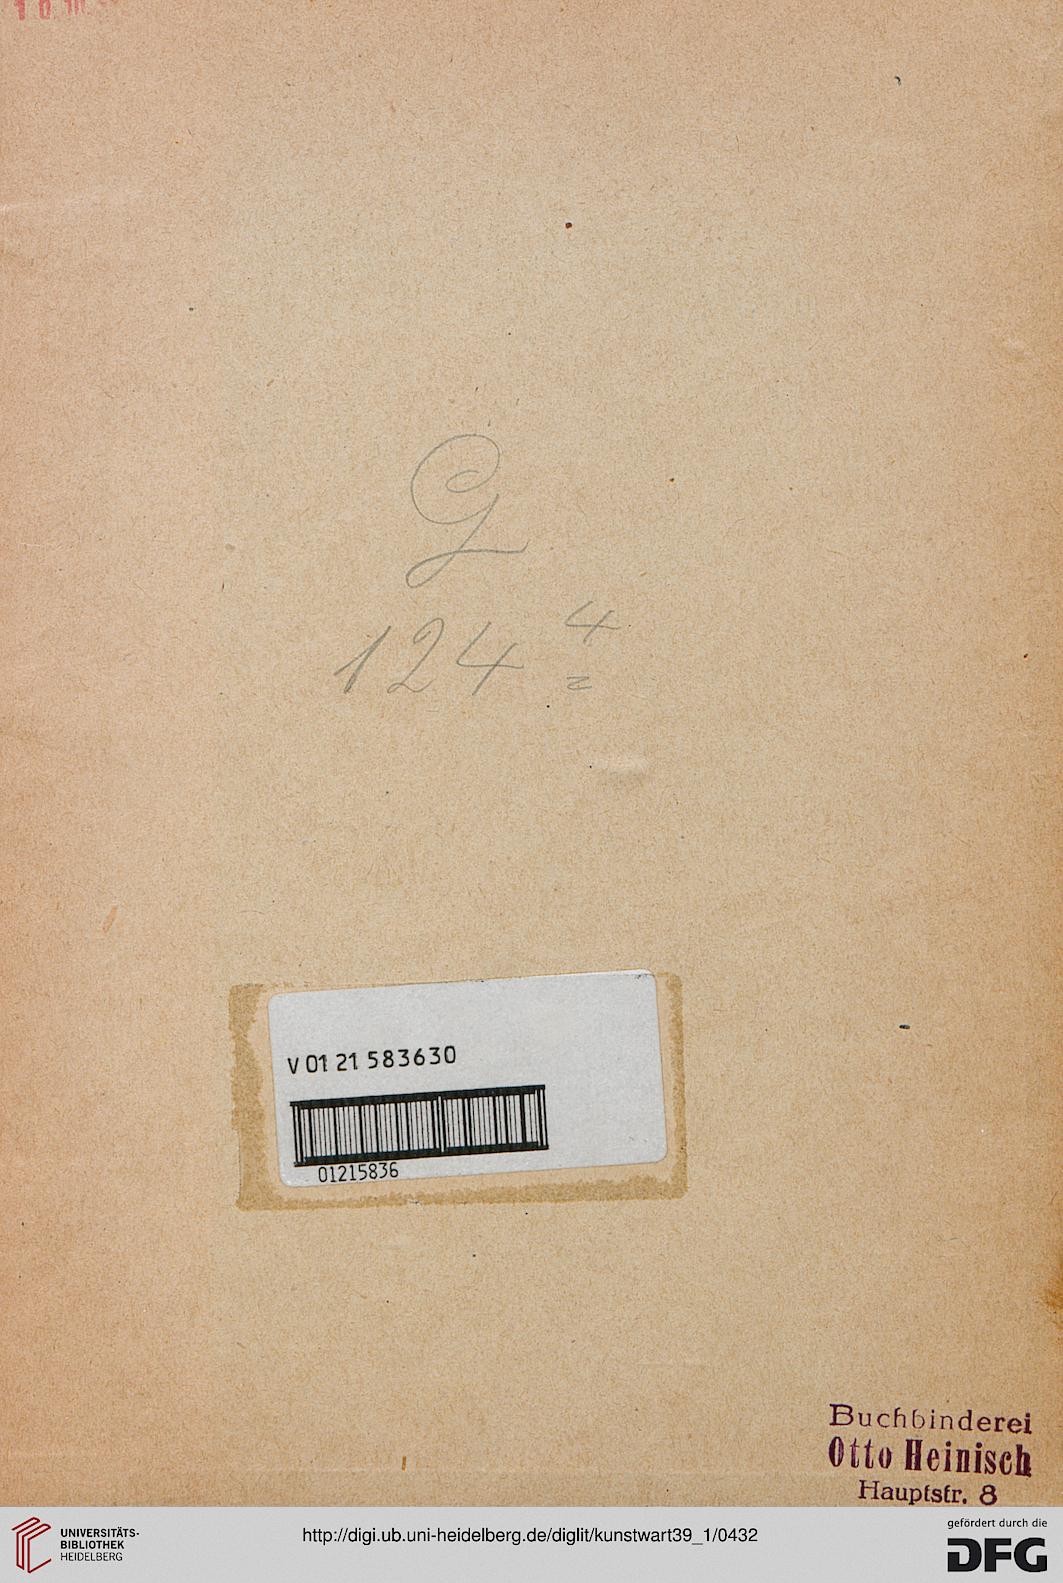 G
124 4
V 01 21 583630
01215836
Buchbinderei
Otto Heinisch
Hauptstr. 8
UNIVERSITÄTS-
BIBLIOTHEK
HEIDELBERG
http://digi.ub.uni-heidelberg.de/diglit/kunstwart39_1/0432
gefördert durch die
DFG